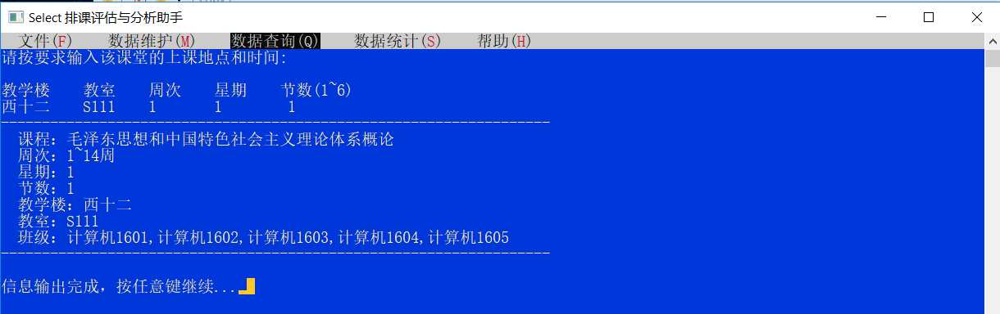 Select 排课评估与分析助手
文件(F) 数据维护(M) 数据查询(Q) 数据统计(S) 帮助(H)
请按要求输入该课堂的上课地点和时间:
教学楼 教室 周次 星期 节数(1~6)
西十二 S111 1 1 1
课程: 毛泽东思想和中国特色社会主义理论体系概论
周次: 1~14周
星期: 1
节数: 1
教学楼: 西十二
教室: S111
班级: 计算机1601,计算机1602,计算机1603,计算机1604,计算机1605
信息输出完成, 按任意键继续...